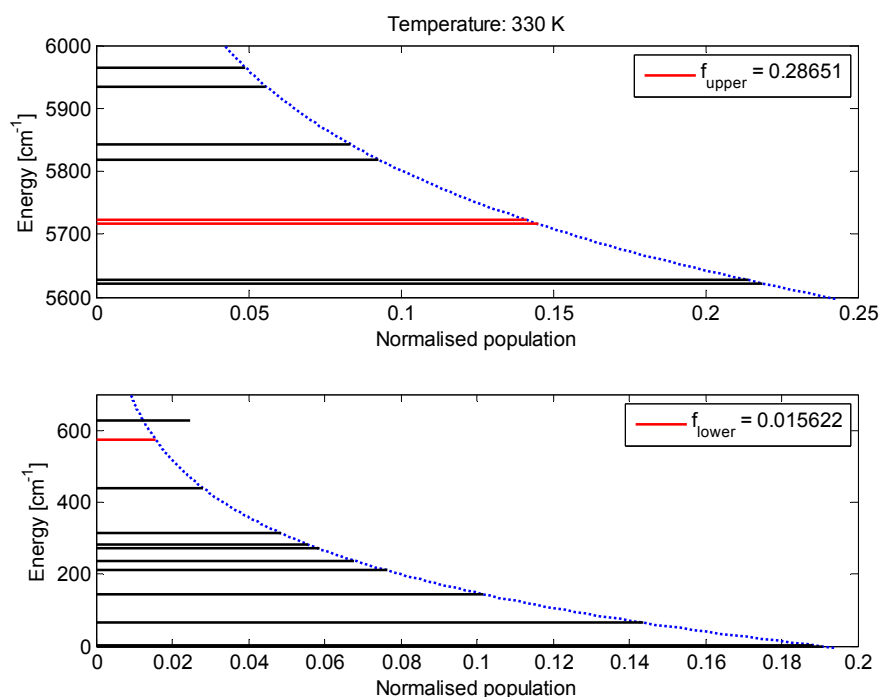 Temperature: 330 K
6000
5900
5800
5700
5600
Energy [cm-1]
f upper = 0.28651
0 0.05 0.1 0.15 0.2 0.25
Normalised population
600
400
200
0
Energy [cm-1]
f lower = 0.015622
0 0.02 0.04 0.06 0.08 0.1 0.12 0.14 0.16 0.18 0.2
Normalised population